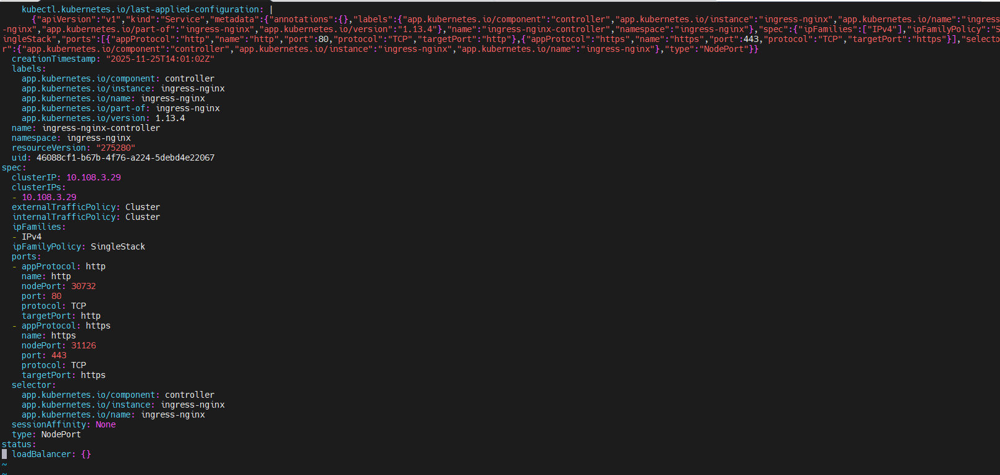 kubectl.kubernetes.io/last-applied-configuration: |
      {"apiVersion":"v1","kind":"Service","metadata":{"annotations":{},"labels":{"app.kubernetes.io/component":"controller","app.kubernetes.io/instance":"ingress-nginx","app.kubernetes.io/name":"ingress
-nginx","app.kubernetes.io/part-of":"ingress-nginx","app.kubernetes.io/version":"1.13.4"},"name":"ingress-nginx-controller","namespace":"ingress-nginx"},"spec":{"ipFamilies":["IPv4"],"ipFamilyPolicy":"S
ingleStack","ports":[{"appProtocol":"http","name":"http","port":80,"protocol":"TCP","targetPort":"http"},{"appProtocol":"https","name":"https","port":443,"protocol":"TCP","targetPort":"https"}],"selecto
r":{"app.kubernetes.io/component":"controller","app.kubernetes.io/instance":"ingress-nginx","app.kubernetes.io/name":"ingress-nginx"},"type":"NodePort"}}
  creationTimestamp: "2025-11-25T14:01:02Z"
  labels:
    app.kubernetes.io/component: controller
    app.kubernetes.io/instance: ingress-nginx
    app.kubernetes.io/name: ingress-nginx
    app.kubernetes.io/part-of: ingress-nginx
    app.kubernetes.io/version: 1.13.4
  name: ingress-nginx-controller
  namespace: ingress-nginx
  resourceVersion: "275280"
  uid: 46088cf1-b67b-4f76-a224-5debd4e22067
spec:
  clusterIP: 10.108.3.29
  clusterIPs:
  - 10.108.3.29
  externalTrafficPolicy: Cluster
  internalTrafficPolicy: Cluster
  ipFamilies:
  - IPv4
  ipFamilyPolicy: SingleStack
  ports:
  - appProtocol: http
    name: http
    nodePort: 30732
    port: 80
    protocol: TCP
    targetPort: http
  - appProtocol: https
    name: https
    nodePort: 31126
    port: 443
    protocol: TCP
    targetPort: https
  selector:
    app.kubernetes.io/component: controller
    app.kubernetes.io/instance: ingress-nginx
    app.kubernetes.io/name: ingress-nginx
  sessionAffinity: None
  type: NodePort
status:
  loadBalancer: {}
~
~